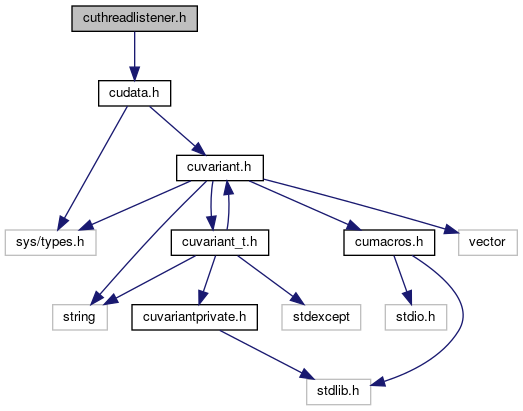 cuthreadlistener.h
cudata.h
cuvariant.h
sys/types.h
cuvariant_t.h
cumacros.h
vector
string
cuvariantprivate.h
stdexcept
stdio.h
stdlib.h